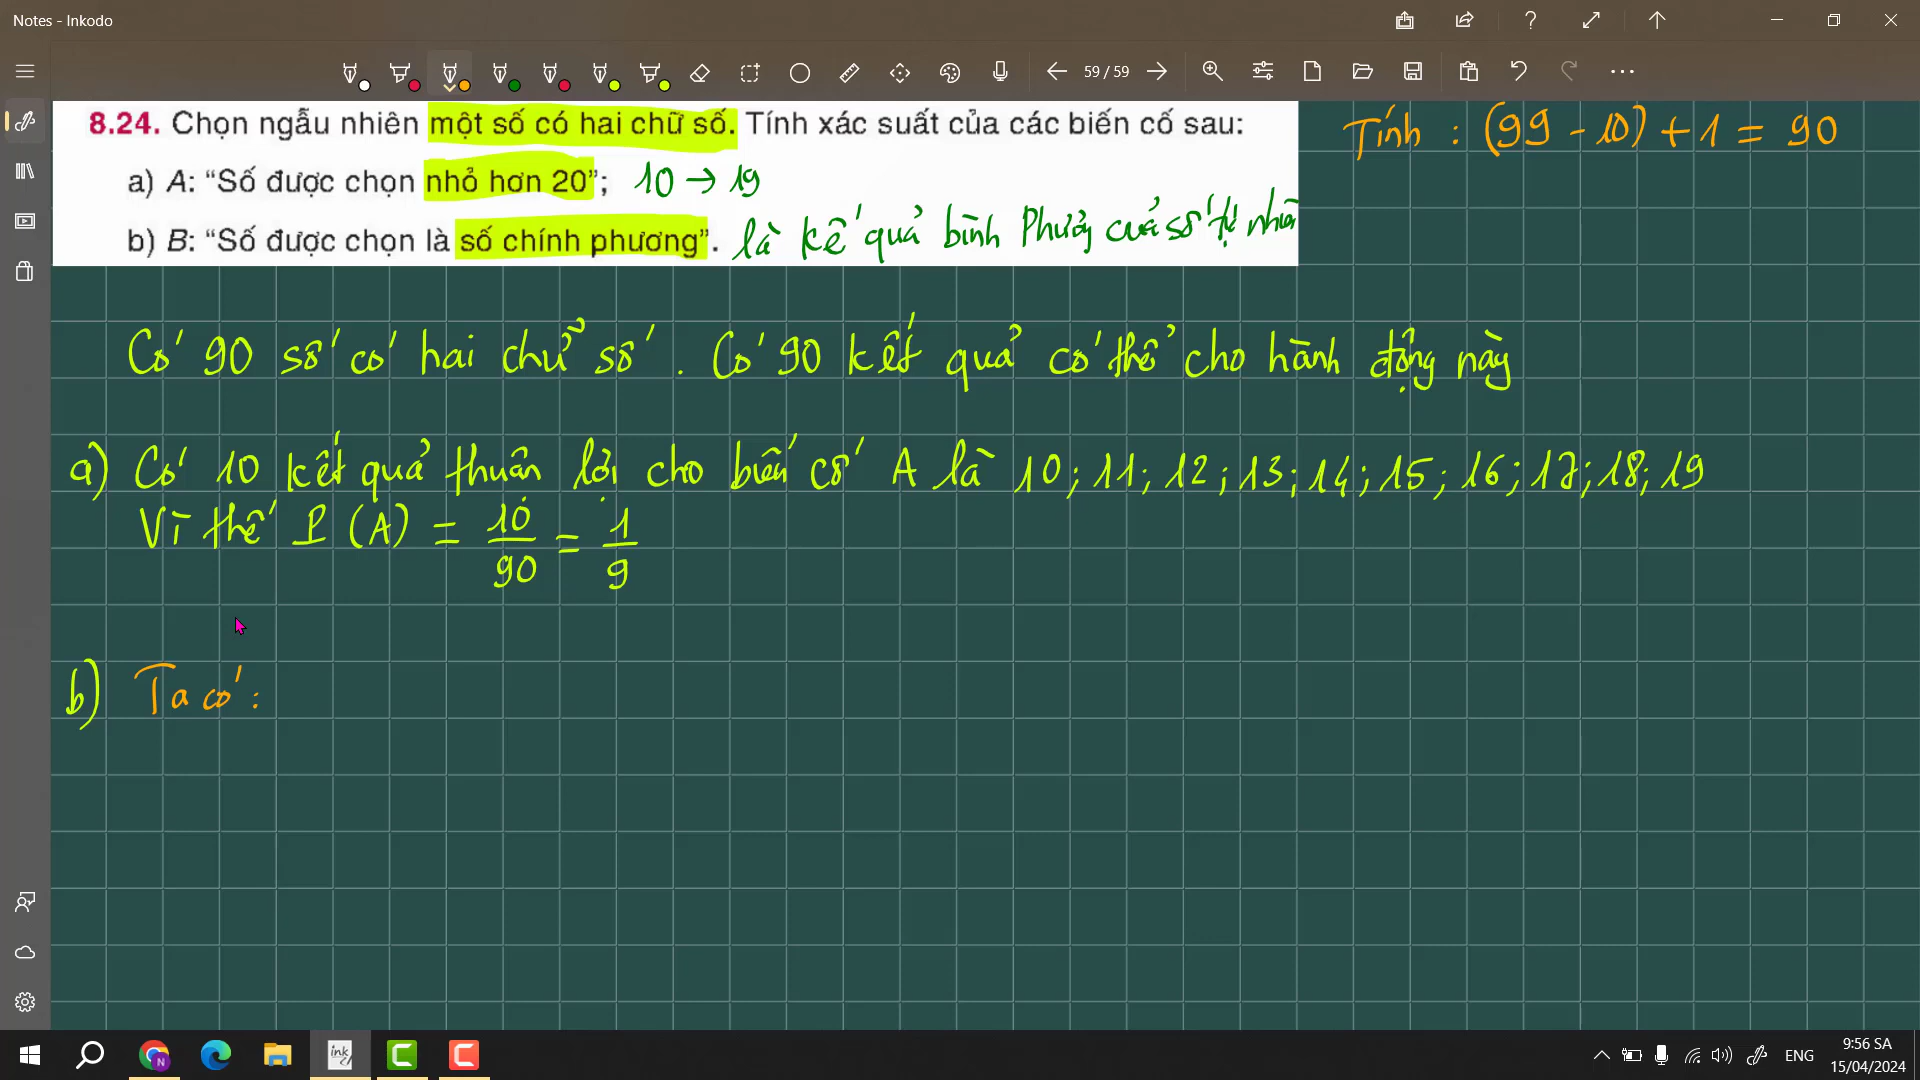 Notes - Inkodo
59 / 59
8.24. Chọn ngẫu nhiên một số có hai chữ số. Tính xác suất của các biến cố sau:
Tính : (99 - 10) + 1 = 90
a) A: “Số được chọn nhỏ hơn 20”; 10 → 19
b) B: “Số được chọn là số chính phương”. là kế quả bình Phương của số tự nhiên
Có 90 số có hai chữ số . Có 90 kết quả có thể cho hành động này
a) Có 10 kết quả thuân lợi cho biến cố A là 10; 11; 12; 13; 14; 15; 16; 17; 18; 19
Vì thế P (A) = 10/90 = 1/9
b) Ta có :
ink
N
ENG
9:56 SA
15/04/2024